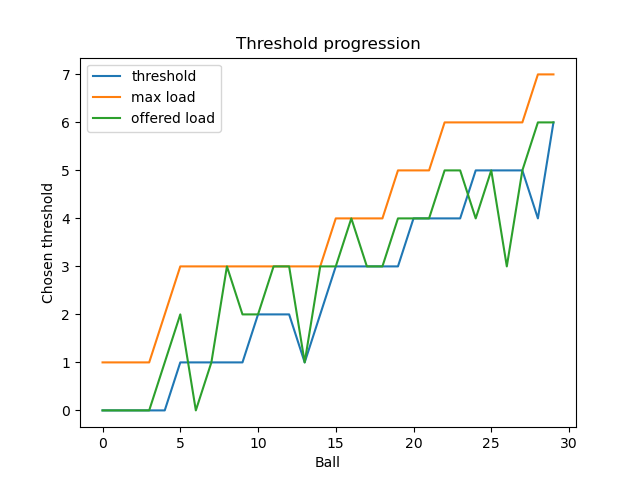 Threshold progression
threshold
max load
offered load
Chosen threshold
7
6
5
4
3
2
1
0
0 5 10 15 20 25 30
Ball